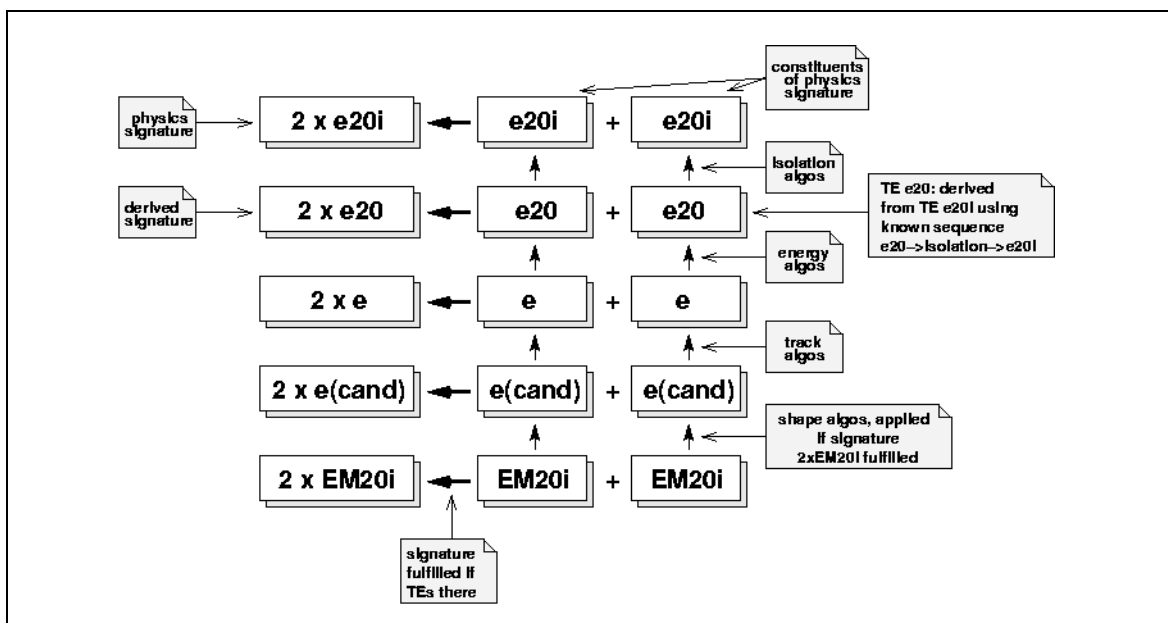 constituents
of physics
signature
physics
signature
2 x e20i
e20i
+
e20i
isolation
algos
derived
signature
2 x e20
e20
+
e20
TE e20: derived
from TE e20i using
known sequence
e20->isolation->e20i
energy
algos
2 x e
e
+
e
track
algos
2 x e(cand)
e(cand)
+
e(cand)
shape algos, applied
if signature
2xEM20i fulfilled
2 x EM20i
EM20i
+
EM20i
signature
fulfilled if
TEs there